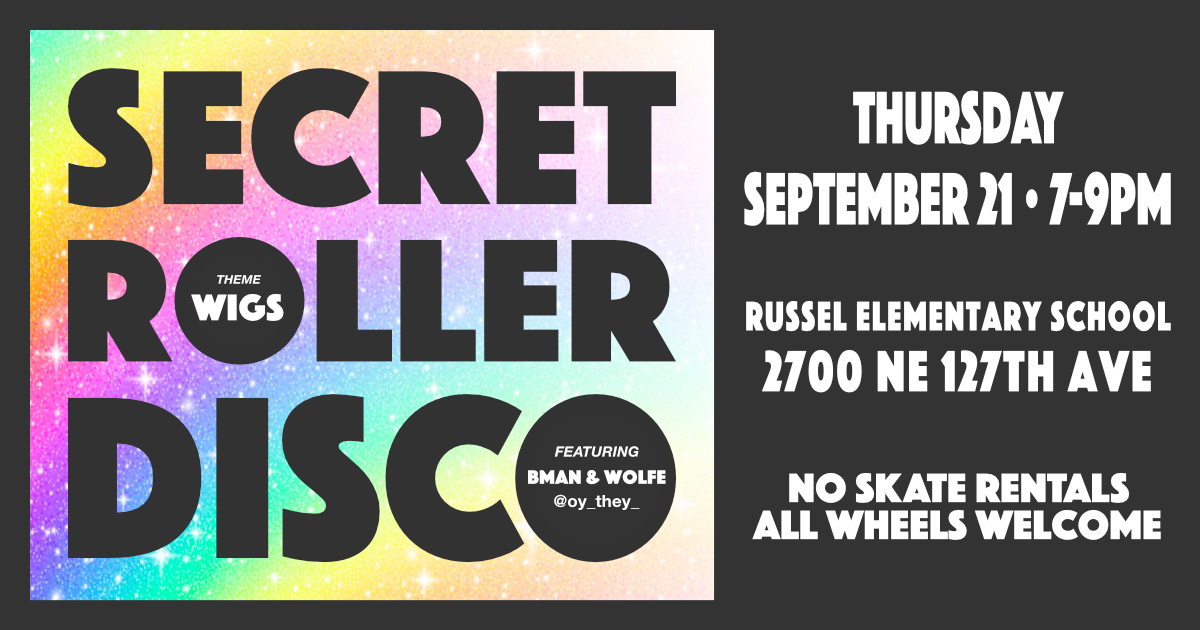 SECRET
ROLLER
THEME
WIGS
DISCO
FEATURING
BMAN & WOLFE
@oy_they_
THURSDAY
SEPTEMBER 21 • 7-9PM
RUSSEL ELEMENTARY SCHOOL
2700 NE 127TH AVE
NO SKATE RENTALS
ALL WHEELS WELCOME